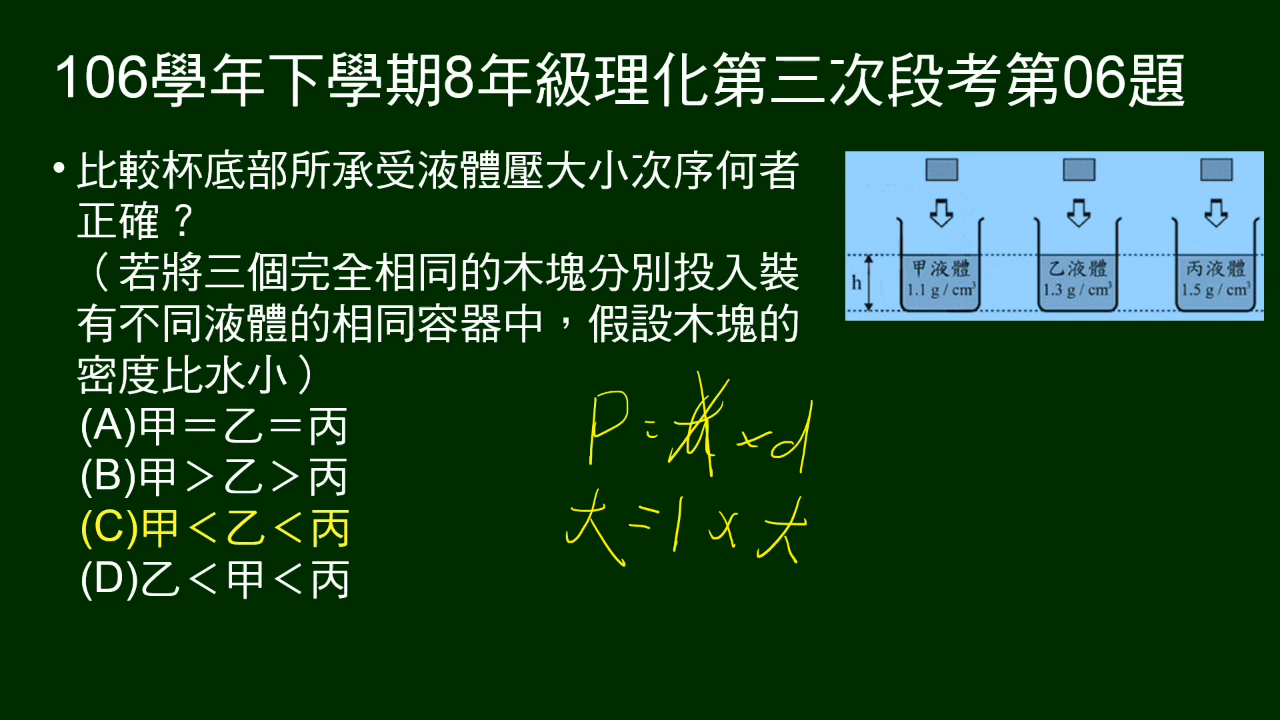 106學年下學期8年級理化第三次段考第06題
• 比較杯底部所承受液體壓大小次序何者
正確？
（若將三個完全相同的木塊分別投入裝
有不同液體的相同容器中，假設木塊的
密度比水小）
(A)甲＝乙＝丙
(B)甲＞乙＞丙
(C)甲＜乙＜丙
(D)乙＜甲＜丙
h
甲液體
1.1 g / cm³
乙液體
1.3 g / cm³
丙液體
1.5 g / cm³
P = × d
大 = 1 × 大